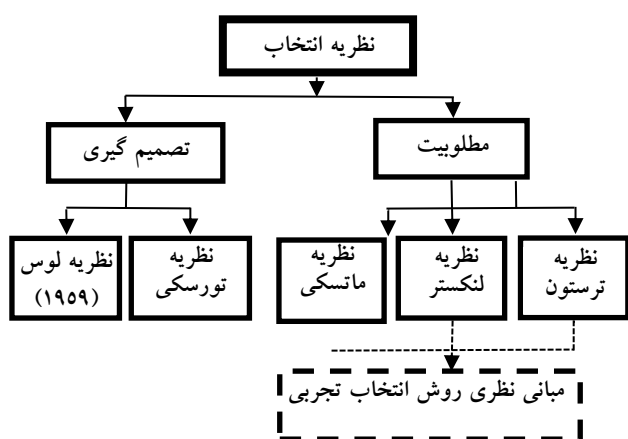 نظریه انتخاب
مطلوبیت
تصمیم گیری
نظریه
ترستون
نظریه
لنکستر
نظریه
ماتسکی
نظریه
تورسکی
نظریه لوس
(۱۹۵۹)
مبانی نظری روش انتخاب تجربی